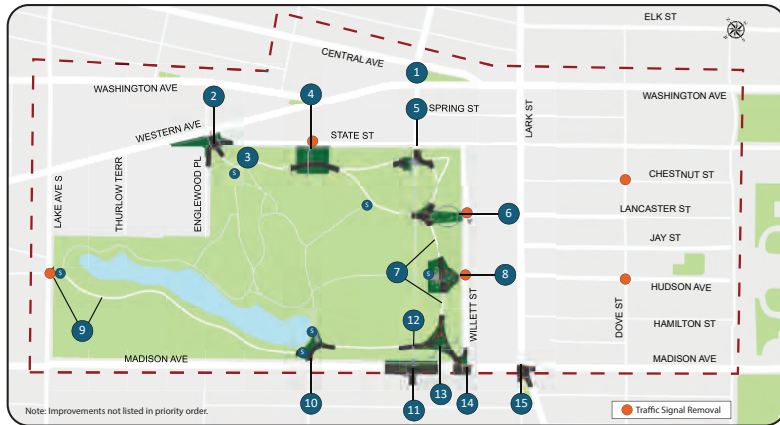 ELK ST
CENTRAL AVE
1
WASHINGTON AVE
WASHINGTON AVE
2
4
5
SPRING ST
LARK ST
WESTERN AVE
STATE ST
3
S
CHESTNUT ST
LAKE AVE S
THURLOW TERR
ENGLEWOOD PL
S
6
LANCASTER ST
JAY ST
S
7
S
8
HUDSON AVE
9
WILLETT ST
DOVE ST
S
12
HAMILTON ST
S
MADISON AVE
MADISON AVE
10
11
13
14
15
Note: Improvements not listed in priority order.
Traffic Signal Removal